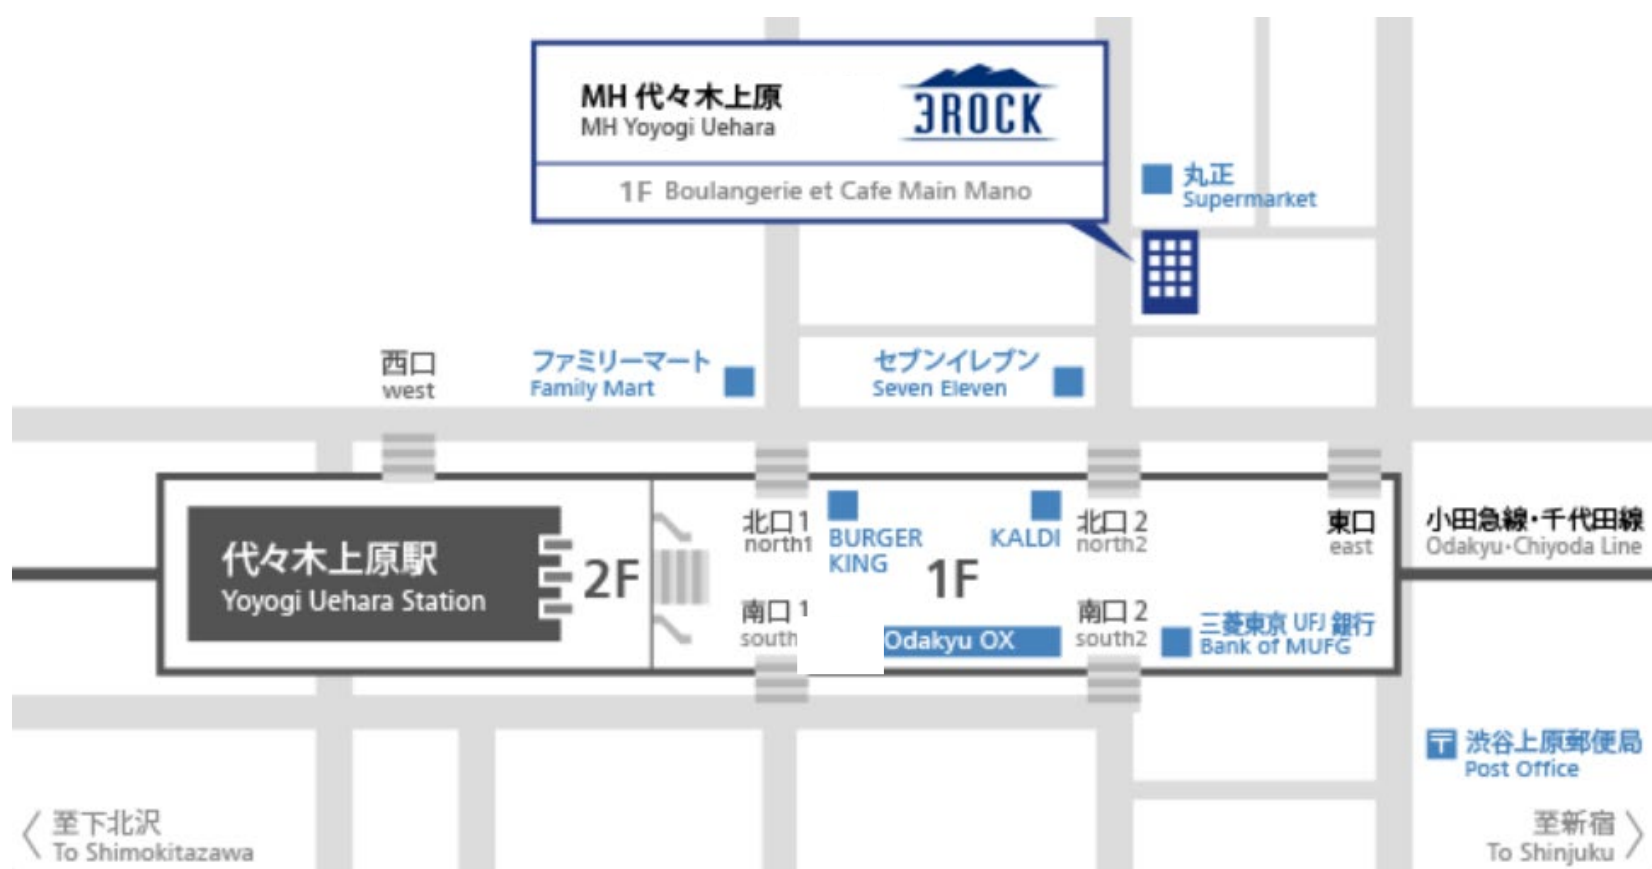 MH 代々木上原
MH Yoyogi Uehara
3ROCK
1F Boulangerie et Cafe Main Mano
丸正
Supermarket
西口
west
ファミリーマート
Family Mart
セブンイレブン
Seven Eleven
代々木上原駅
Yoyogi Uehara Station
2F
北口 1
north1
BURGER
KING
KALDI
1F
北口 2
north2
東口
east
小田急線・千代田線
Odakyu・Chiyoda Line
南口 1
south
Odakyu OX
南口 2
south2
三菱東京 UFJ 銀行
Bank of MUFG
渋谷上原郵便局
Post Office
至下北沢
To Shimokitazawa
至新宿
To Shinjuku